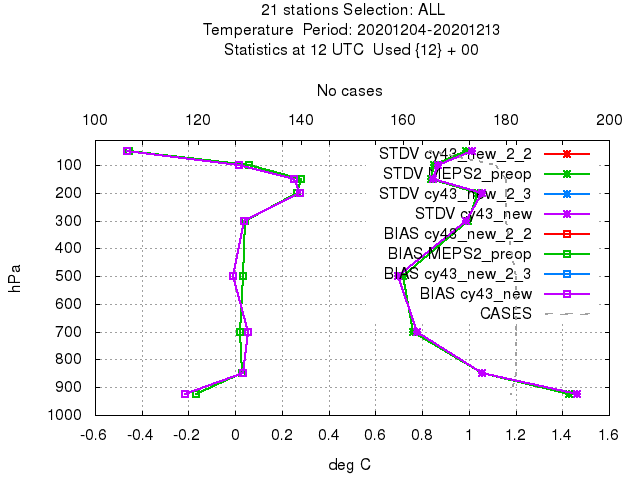 21 stations Selection: ALL
Temperature  Period: 20201204-20201213
Statistics at 12 UTC  Used {12} + 00
No cases
100 120 140 160 180 200
STDV cy43_new_2_2
STDV MEPS2_preop
STDV cy43_new_2_3
STDV cy43_new
BIAS cy43_new_2_2
BIAS MEPS2_preop
BIAS cy43_new_2_3
BIAS cy43_new
CASES
hPa
100
200
300
400
500
600
700
800
900
1000
-0.6 -0.4 -0.2 0 0.2 0.4 0.6 0.8 1 1.2 1.4 1.6
deg C